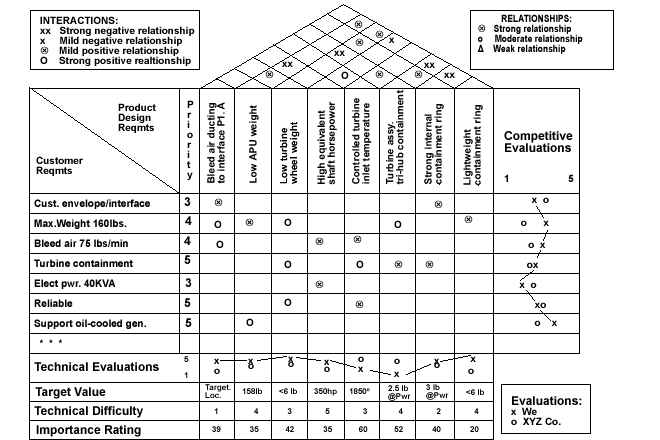 INTERACTIONS:
xx Strong negative relationship
x Mild negative relationship
⊗ Mild positive relationship
O Strong positive realtionship
RELATIONSHIPS:
⊗ Strong relationship
o Moderate relationship
Δ Weak relationship
⊗
⊗ ⊗ x
xx ⊗ xx
⊗ O ⊗ ⊗ xx
Product
Design
Reqmts
Customer
Reqmts
Priority
Bleed air ducting
to interface P1. A
Low APU weight
Low turbine
wheel weight
High equivalent
shaft horsepower
Controlled turbine
inlet temperature
Turbine assy.
tri-hub containment
Strong internal
containment ring
Lightweight
containment ring
Competitive
Evaluations
1 5
Cust. envelope/interface 3 ⊗ ⊗ x o
Max.Weight 160lbs. 4 O ⊗ O O ⊗ o x
Bleed air 75 lbs/min 4 O ⊗ ⊗ o x
Turbine containment 5 O O ⊗ ⊗ ox
Elect pwr. 40KVA 3 ⊗ x o
Reliable 5 O ⊗ xo
Support oil-cooled gen. 5 O o x
* * *
Technical Evaluations 5 1
Target Value Target. Loc. 158lb <6 lb 350hp 1850º 2.5 lb @Pwr 3 lb @Pwr <6 lb
Technical Difficulty 1 4 3 5 3 4 2 4
Importance Rating 39 35 42 35 60 52 40 20
Evaluations:
x We
o XYZ Co.